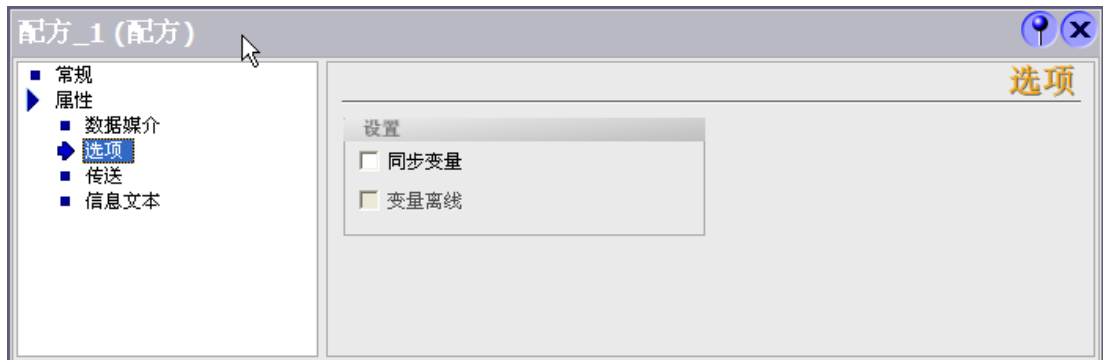 配方_1 (配方)
常规
属性
数据媒介
选项
传送
信息文本
选项
设置
同步变量
变量离线